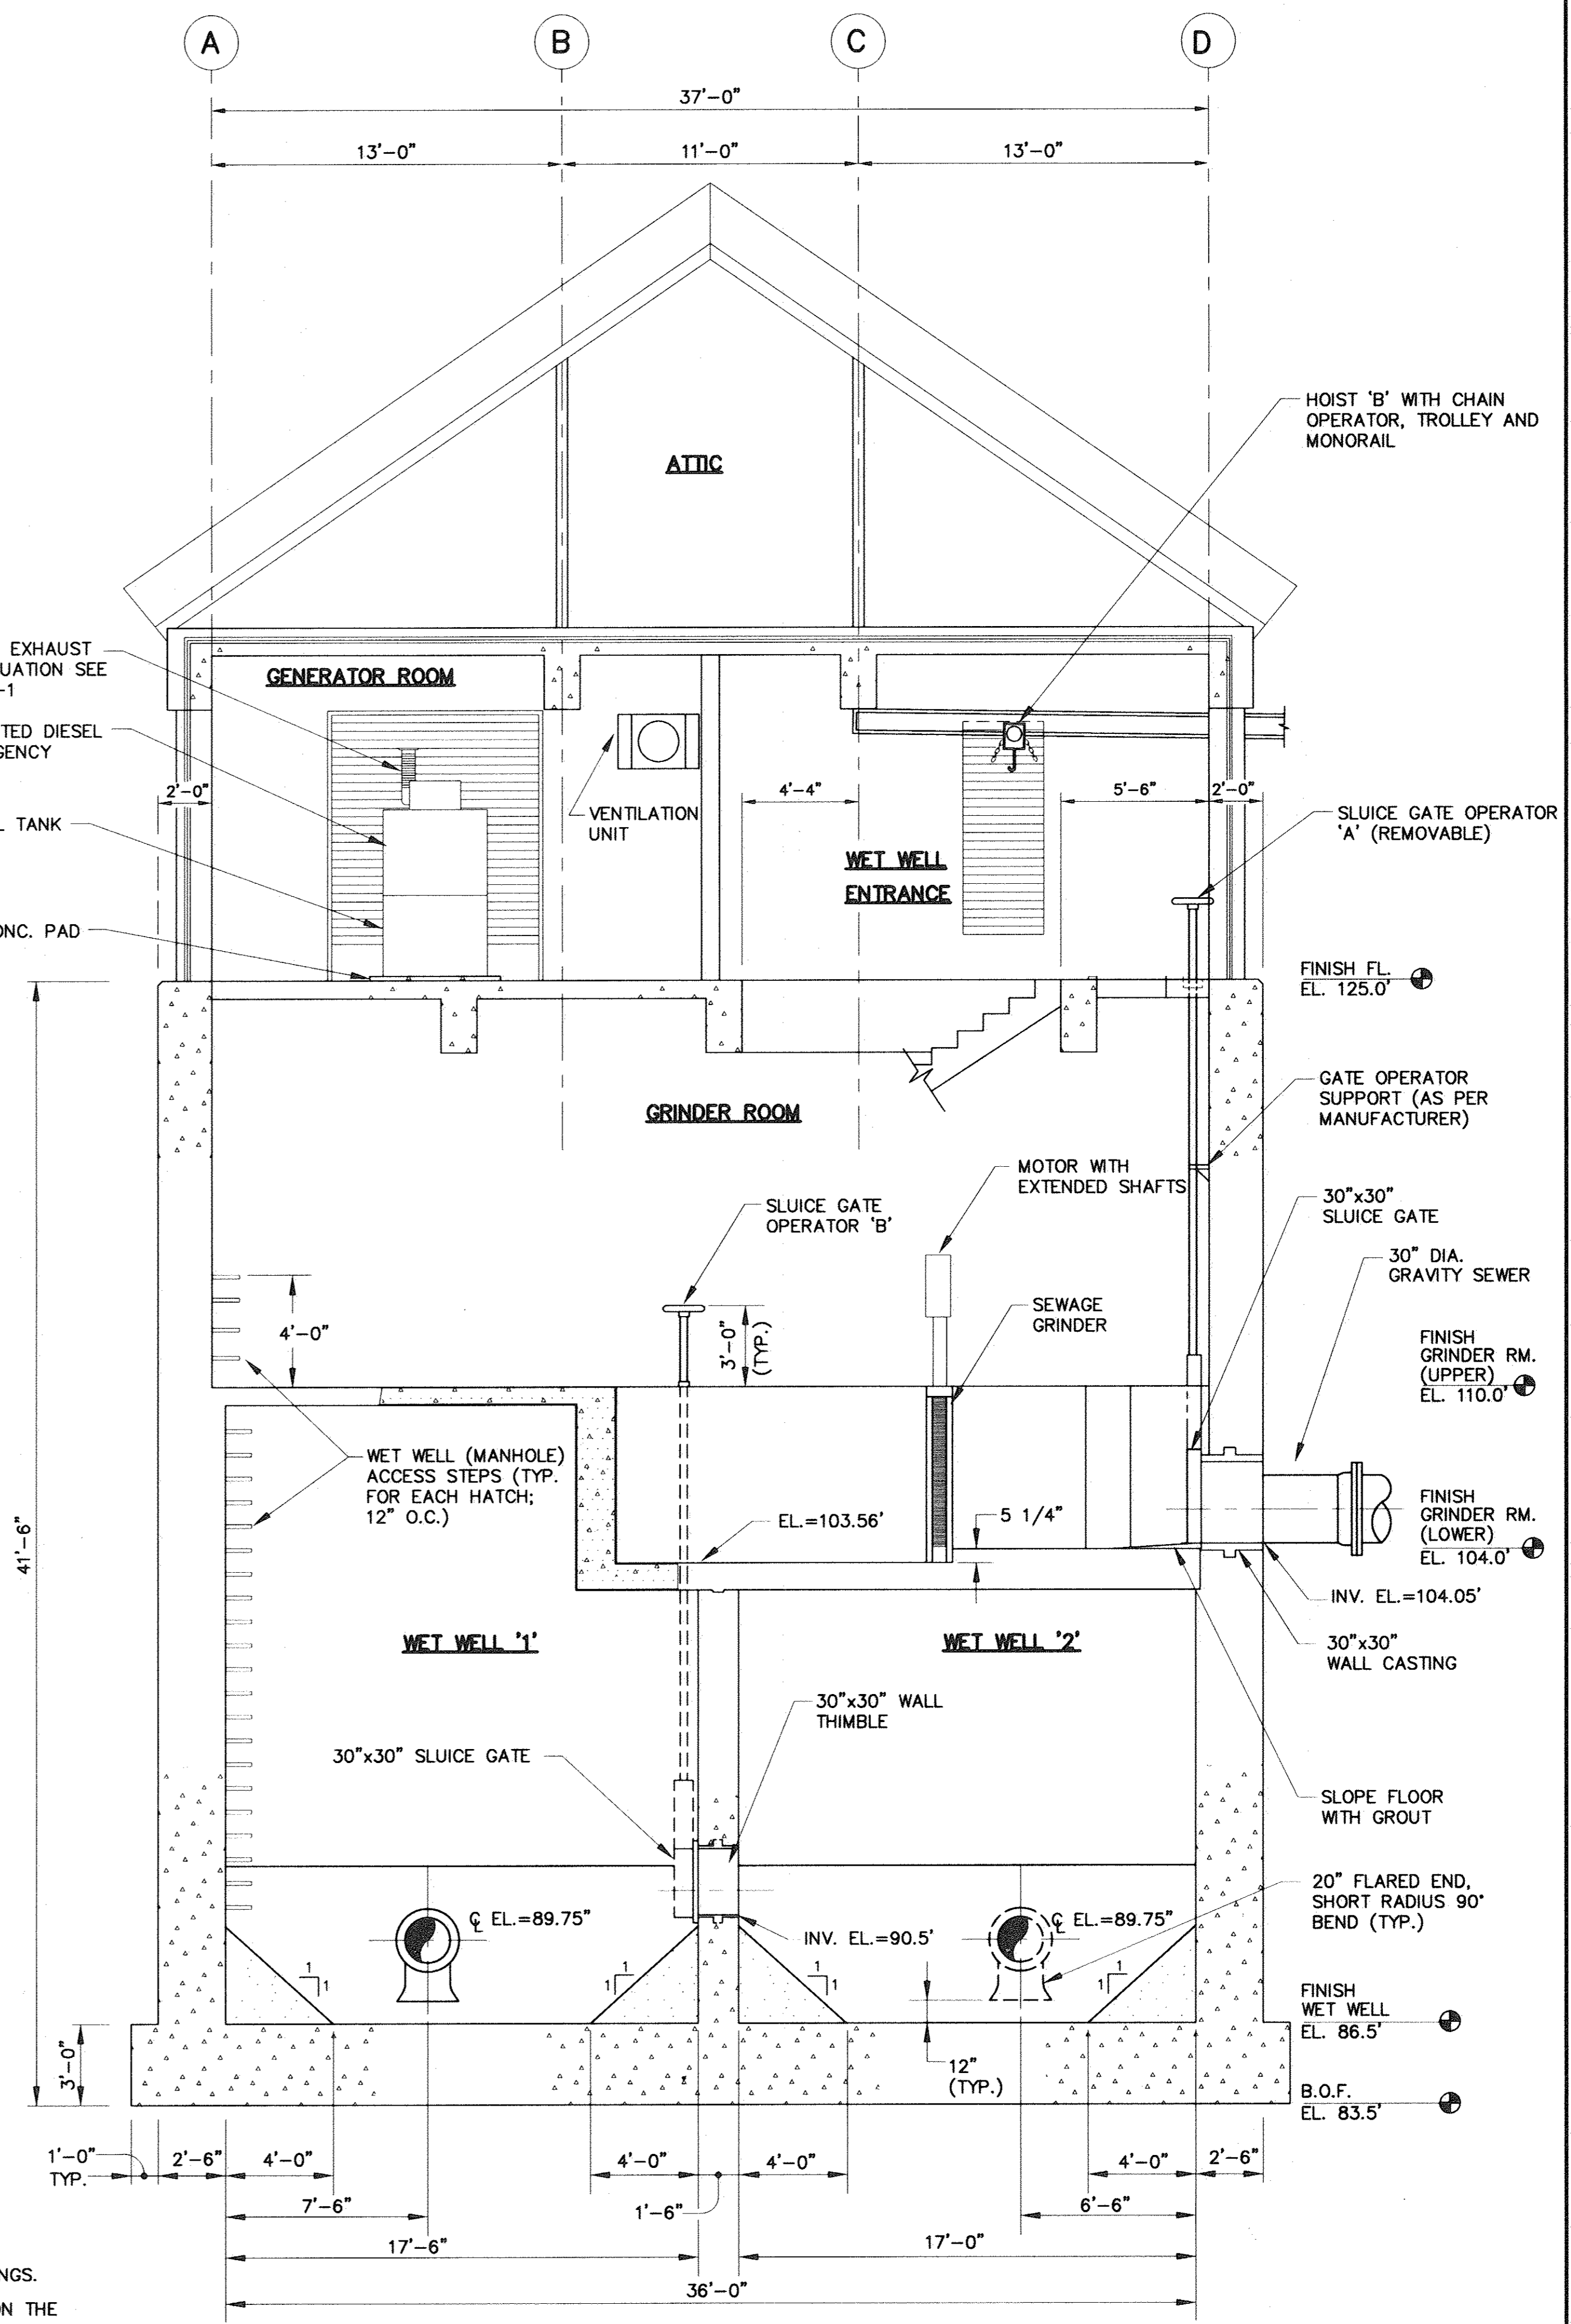 A
B
C
D
37'-0"
13'-0"
11'-0"
13'-0"
HOIST 'B' WITH CHAIN
OPERATOR, TROLLEY AND
MONORAIL
ATTIC
EXHAUST
UATION SEE
-1
GENERATOR ROOM
TED DIESEL
GENCY
2'-0"
4'-4"
5'-6"
2'-0"
L TANK
VENTILATION
UNIT
SLUICE GATE OPERATOR
'A' (REMOVABLE)
WET WELL
ENTRANCE
ONC. PAD
FINISH FL.
EL. 125.0'
GRINDER ROOM
GATE OPERATOR
SUPPORT (AS PER
MANUFACTURER)
MOTOR WITH
EXTENDED SHAFTS
SLUICE GATE
OPERATOR 'B'
30"x30"
SLUICE GATE
30" DIA.
GRAVITY SEWER
4'-0"
3'-0"
(TYP.)
SEWAGE
GRINDER
FINISH
GRINDER RM.
(UPPER)
EL. 110.0'
WET WELL (MANHOLE)
ACCESS STEPS (TYP.
FOR EACH HATCH;
12" O.C.)
EL.=103.56'
5 1/4"
FINISH
GRINDER RM.
(LOWER)
EL. 104.0'
41'-6"
INV. EL.=104.05'
WET WELL '1'
WET WELL '2'
30"x30"
WALL CASTING
30"x30" WALL
THIMBLE
30"x30" SLUICE GATE
SLOPE FLOOR
WITH GROUT
20" FLARED END,
SHORT RADIUS 90°
BEND (TYP.)
℄ EL.=89.75"
℄ EL.=89.75"
INV. EL.=90.5'
1
1
1
1
1
1
1
1
FINISH
WET WELL
EL. 86.5'
3'-0"
12"
(TYP.)
B.O.F.
EL. 83.5'
1'-0"
TYP.
2'-6"
4'-0"
4'-0"
4'-0"
4'-0"
2'-6"
7'-6"
1'-6"
6'-6"
17'-6"
17'-0"
36'-0"
NGS.
ON THE